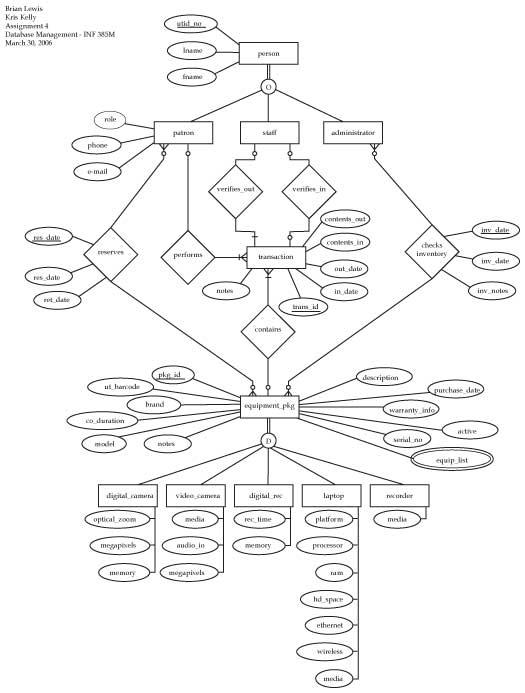 Brian Lewis
Kris Kelly
Assignment 4
Database Management - INF 385M
March 30, 2006
utid_no
lname
person
fname
O
role
phone
e-mail
patron
staff
administrator
verifies_out
verifies_in
contents_out
contents_in
out_date
in_date
trans_id
notes
transaction
performs
reserves
res_date
res_date
ret_date
checks
inventory
inv_date
inv_date
inv_notes
contains
pkg_id
ut_barcode
brand
co_duration
model
notes
equipment_pkg
description
purchase_date
warranty_info
active
serial_no
equip_list
D
digital_camera
video_camera
digital_rec
laptop
recorder
optical_zoom
media
rec_time
platform
media
megapixels
audio_in
memory
processor
memory
megapixels
ram
hd_space
ethernet
wireless
media